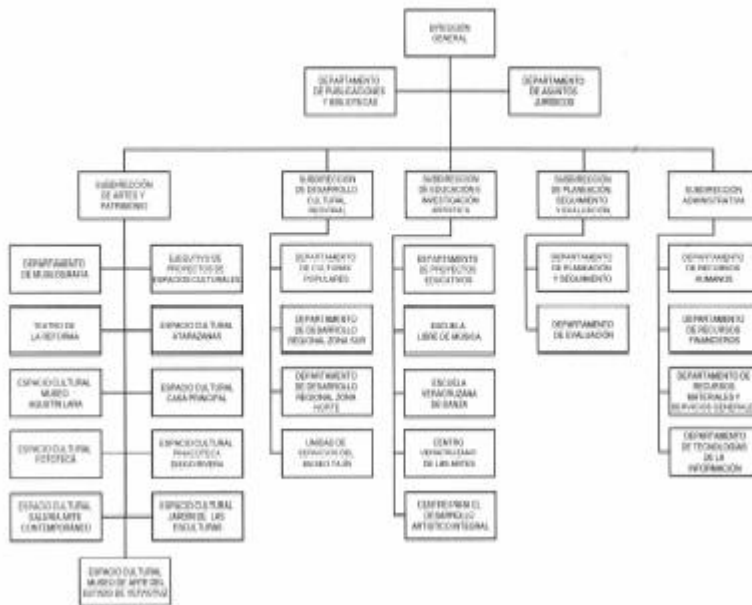 DIRECCIÓN
GENERAL
DEPARTAMENTO
DE PUBLICACIONES
Y BIBLIOTECAS
DEPARTAMENTO
DE ASUNTOS
JURÍDICOS
SUBDIRECCIÓN
DE ARTES Y
PATRIMONIO
SUBDIRECCIÓN
DE DESARROLLO
CULTURAL
REGIONAL
SUBDIRECCIÓN
DE EDUCACIÓN E
INVESTIGACIÓN
ARTÍSTICA
SUBDIRECCIÓN
DE PLANEACIÓN,
SEGUIMIENTO
Y EVALUACIÓN
SUBDIRECCIÓN
ADMINISTRATIVA
DEPARTAMENTO
DE MUSEOGRAFÍA
EJECUTIVO DE
PROYECTOS DE
ESPACIOS CULTURALES
TEATRO DE
LA REFORMA
ESPACIO CULTURAL
ATARAZANAS
ESPACIO CULTURAL
MUSEO
AGUSTÍN LARA
ESPACIO CULTURAL
CASA PRINCIPAL
ESPACIO CULTURAL
FOTOTECA
ESPACIO CULTURAL
PINACOTECA
DIEGO RIVERA
ESPACIO CULTURAL
GALERÍA ARTE
CONTEMPORÁNEO
ESPACIO CULTURAL
JARDÍN DE LAS
ESCULTURAS
ESPACIO CULTURAL
MUSEO DE ARTE DEL
ESTADO DE VERACRUZ
DEPARTAMENTO
DE CULTURAS
POPULARES
DEPARTAMENTO
DE DESARROLLO
REGIONAL ZONA SUR
DEPARTAMENTO
DE DESARROLLO
REGIONAL ZONA
NORTE
UNIDAD DE
SERVICIOS DEL
MUSEO TAJÍN
DEPARTAMENTO
DE PROYECTOS
EDUCATIVOS
ESCUELA
LIBRE DE MÚSICA
ESCUELA
VERACRUZANA
DE DANZA
CENTRO
VERACRUZANO
DE LAS ARTES
CENTRO PARA EL
DESARROLLO
ARTÍSTICO INTEGRAL
DEPARTAMENTO
DE PLANEACIÓN
Y SEGUIMIENTO
DEPARTAMENTO
DE EVALUACIÓN
DEPARTAMENTO
DE RECURSOS
HUMANOS
DEPARTAMENTO
DE RECURSOS
FINANCIEROS
DEPARTAMENTO DE
RECURSOS
MATERIALES Y
SERVICIOS GENERALES
DEPARTAMENTO
DE TECNOLOGÍAS
DE LA
INFORMACIÓN